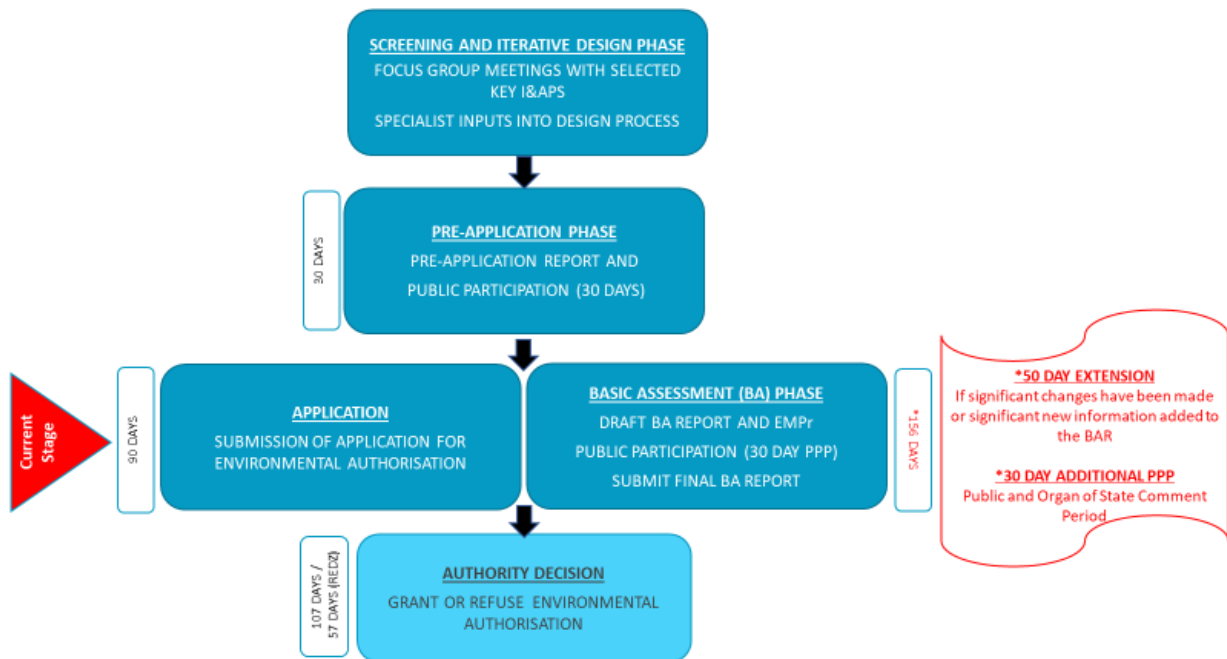 SCREENING AND ITERATIVE DESIGN PHASE
FOCUS GROUP MEETINGS WITH SELECTED
KEY I&APS
SPECIALIST INPUTS INTO DESIGN PROCESS
30 DAYS
PRE-APPLICATION PHASE
PRE-APPLICATION REPORT AND
PUBLIC PARTICIPATION (30 DAYS)
Current
Stage
90 DAYS
APPLICATION
SUBMISSION OF APPLICATION FOR
ENVIRONMENTAL AUTHORISATION
BASIC ASSESSMENT (BA) PHASE
DRAFT BA REPORT AND EMPr
PUBLIC PARTICIPATION (30 DAY PPP)
SUBMIT FINAL BA REPORT
*156 DAYS
*50 DAY EXTENSION
If significant changes have been made
or significant new information added to
the BAR
*30 DAY ADDITIONAL PPP
Public and Organ of State Comment
Period
107 DAYS /
57 DAYS (REDZ)
AUTHORITY DECISION
GRANT OR REFUSE ENVIRONMENTAL
AUTHORISATION